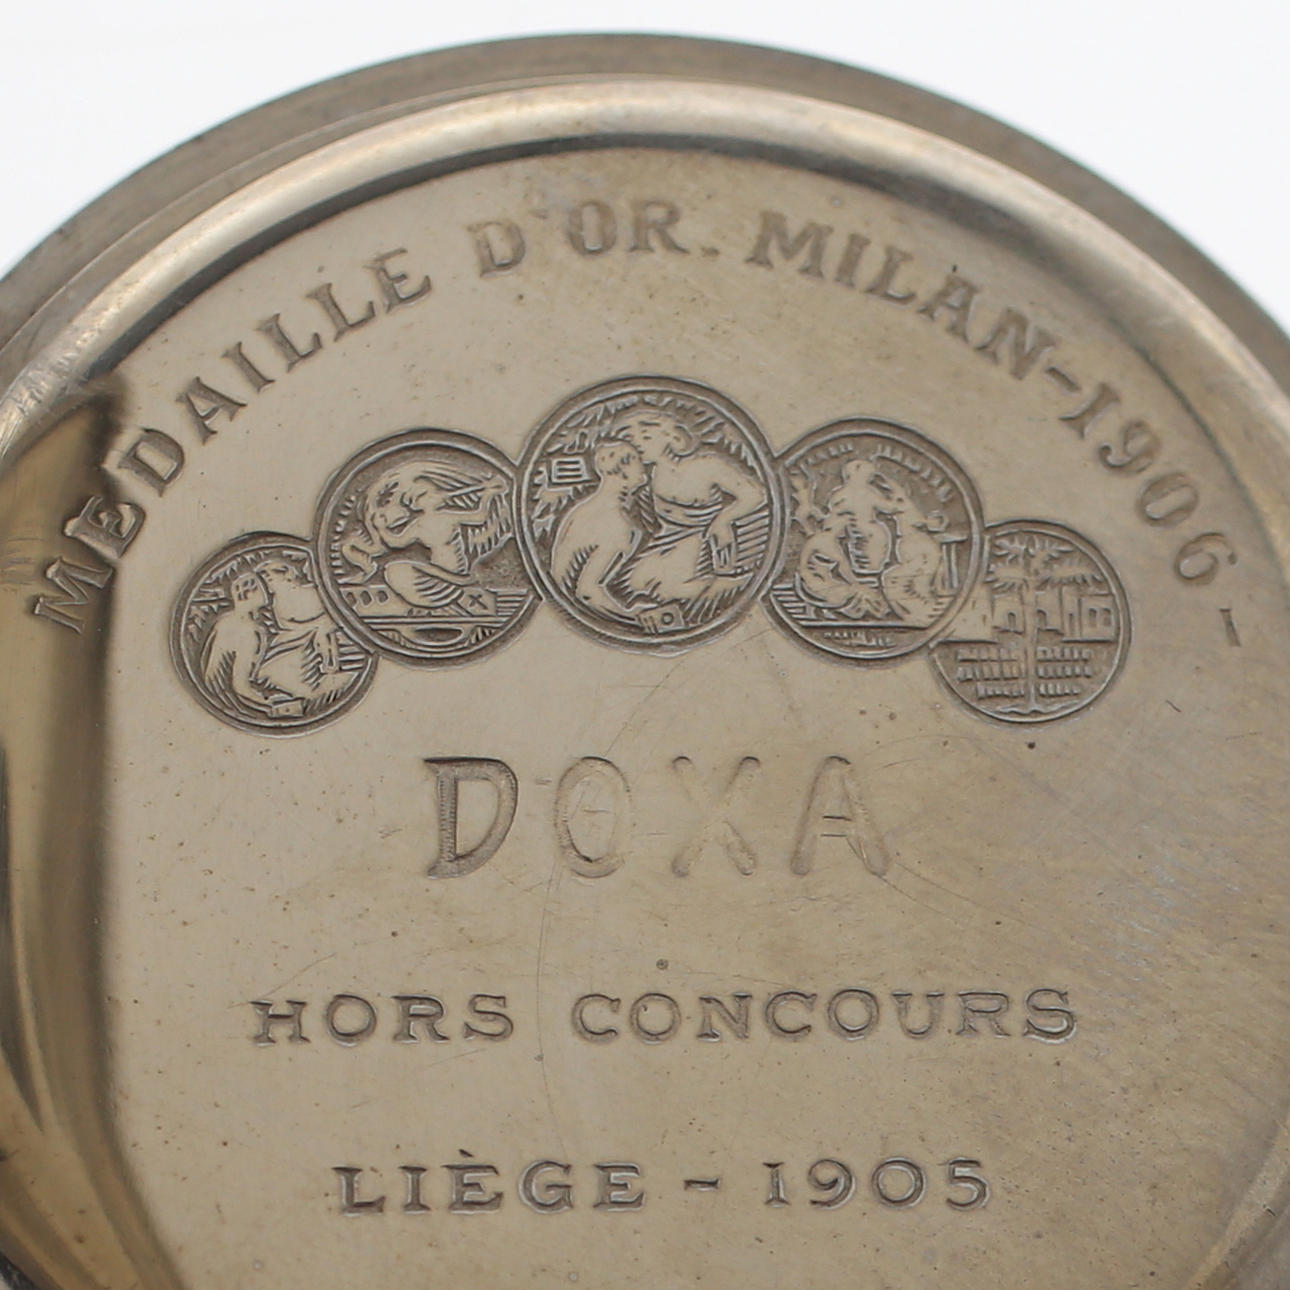 MEDAILLE D'OR. MILAN-1906-
DOXA
HORS CONCOURS
LIÈGE - 1905